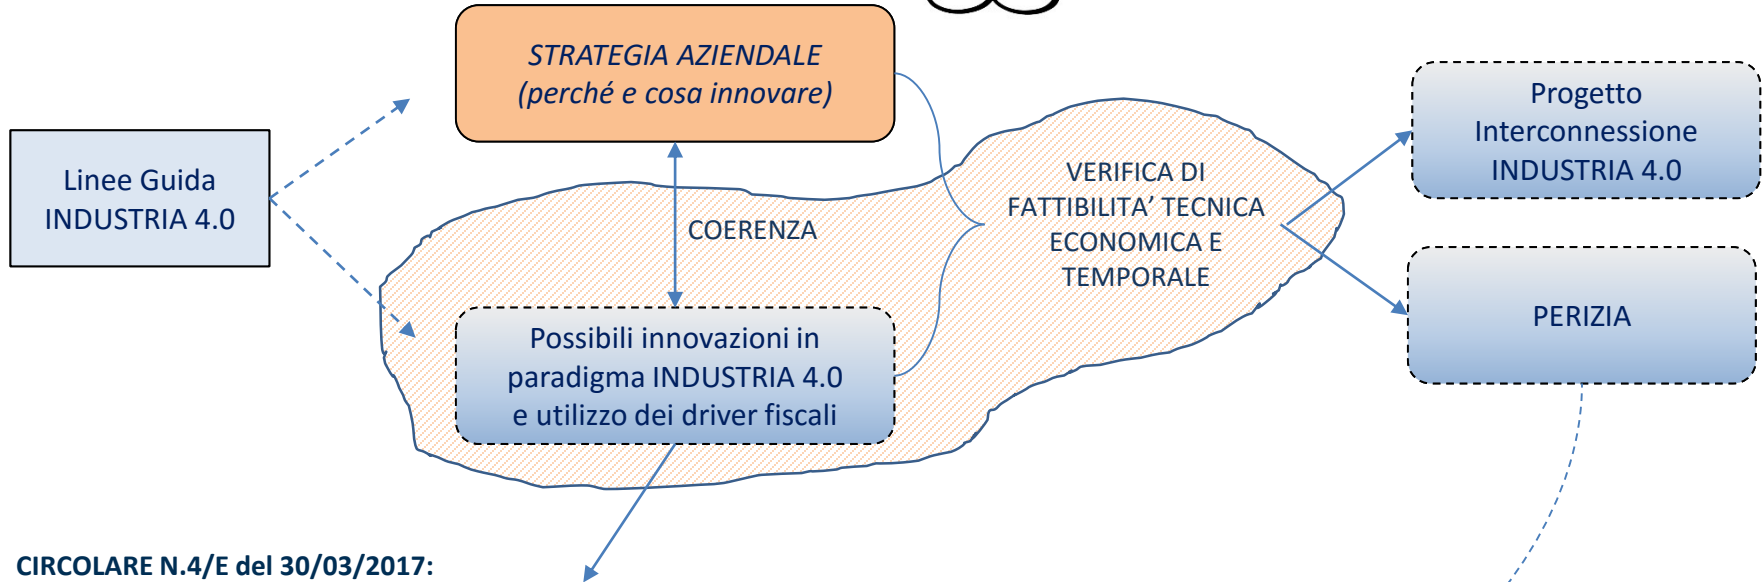 STRATEGIA AZIENDALE
(perché e cosa innovare)
Linee Guida
INDUSTRIA 4.0
COERENZA
Possibili innovazioni in
paradigma INDUSTRIA 4.0
e utilizzo dei driver fiscali
VERIFICA DI
FATTIBILITA’ TECNICA
ECONOMICA E
TEMPORALE
Progetto
Interconnessione
INDUSTRIA 4.0
PERIZIA
CIRCOLARE N.4/E del 30/03/2017: